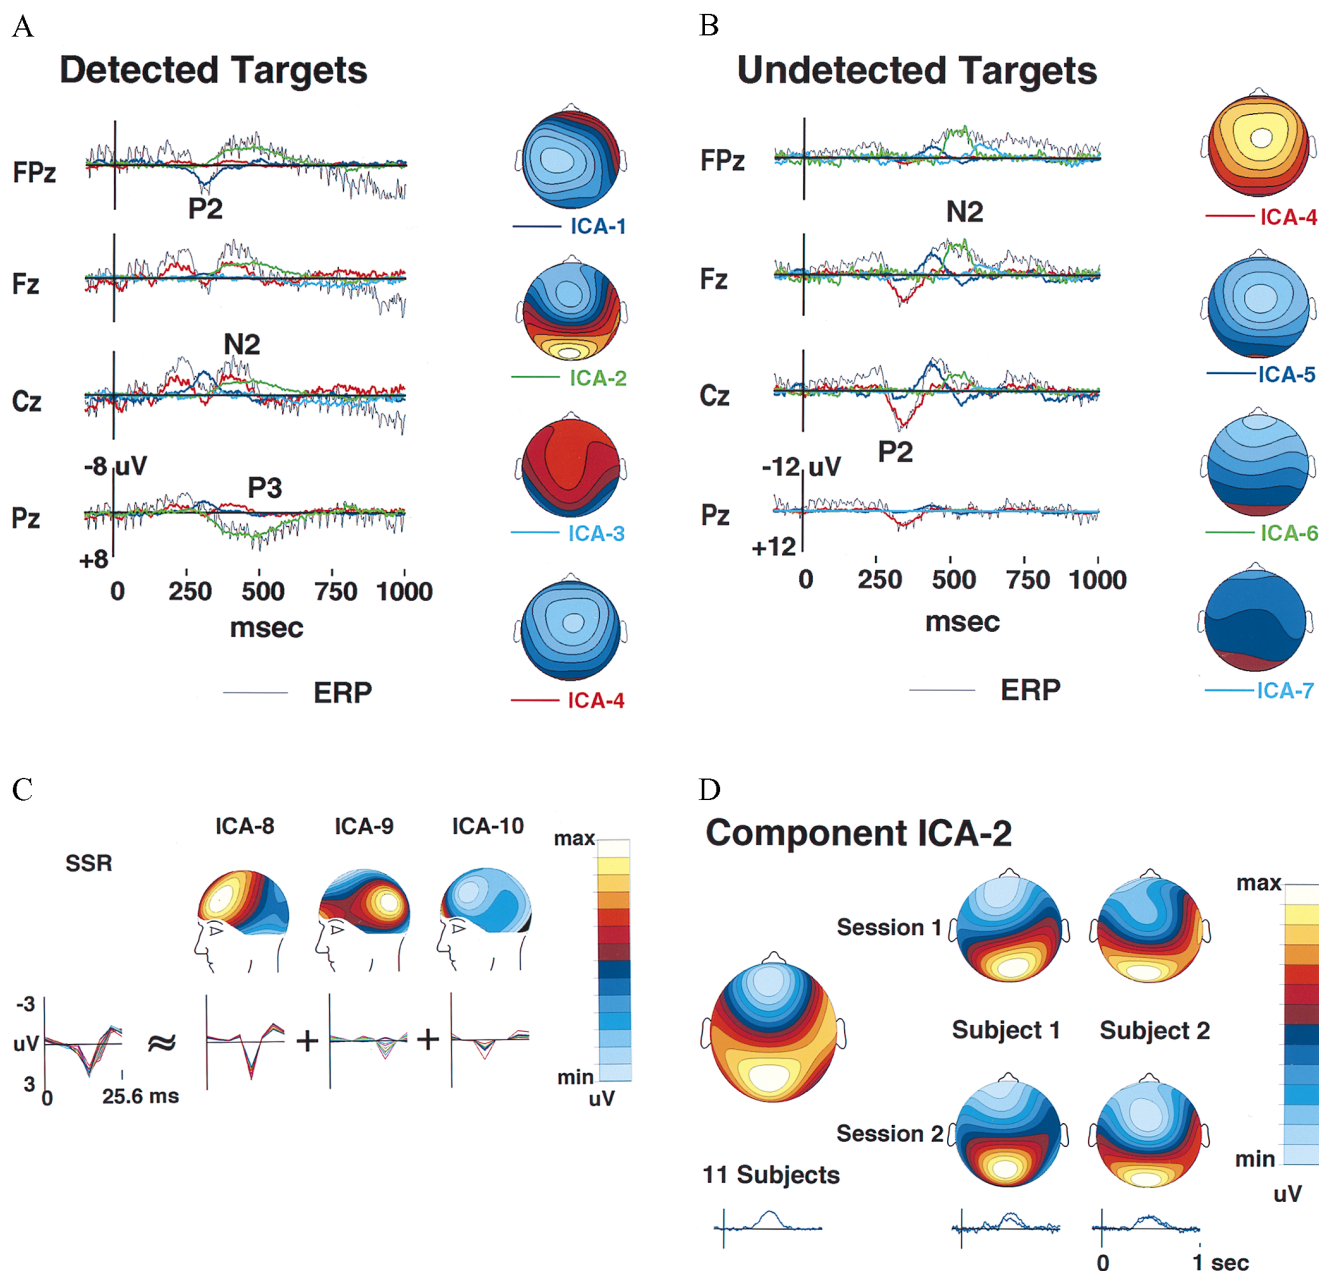 A
Detected Targets
FPz
P2
ICA-1
Fz
N2
ICA-2
Cz
-8 uV
P3
ICA-3
Pz
+8
0 250 500 750 1000
msec
ERP
ICA-4
B
Undetected Targets
FPz
N2
ICA-4
Fz
ICA-5
Cz
P2
-12 uV
ICA-6
Pz
+12
0 250 500 750 1000
msec
ERP
ICA-7
C
ICA-8 ICA-9 ICA-10
SSR
max
-3
uV ≈ + +
3
0 25.6 ms
min
uV
D
Component ICA-2
max
Session 1
Subject 1 Subject 2
Session 2
min
11 Subjects
uV
0 1 sec